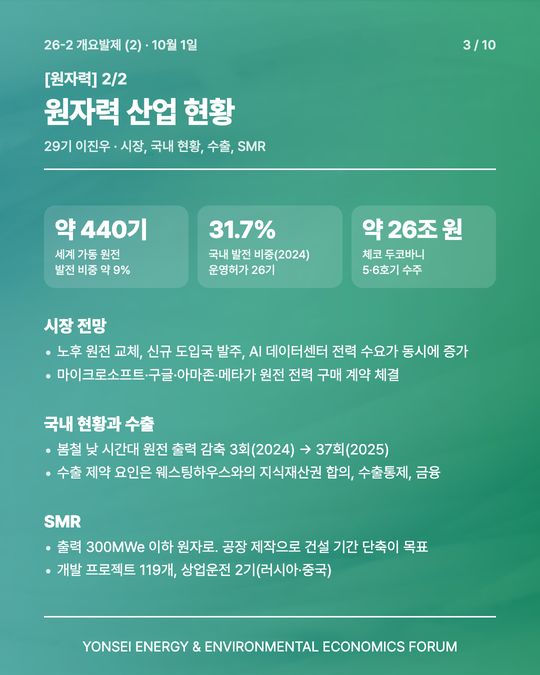 26-2 개요발제 (2) · 10월 1일
3 / 10
[원자력] 2/2
원자력 산업 현황
29기 이진우 · 시장, 국내 현황, 수출, SMR
약 440기
세계 가동 원전
발전 비중 약 9%
31.7%
국내 발전 비중(2024)
운영허가 26기
약 26조 원
체코 두코바니
5·6호기 수주
시장 전망
• 노후 원전 교체, 신규 도입국 발주, AI 데이터센터 전력 수요가 동시에 증가
• 마이크로소프트·구글·아마존·메타가 원전 전력 구매 계약 체결
국내 현황과 수출
• 봄철 낮 시간대 원전 출력 감축 3회(2024) → 37회(2025)
• 수출 제약 요인은 웨스팅하우스와의 지식재산권 합의, 수출통제, 금융
SMR
• 출력 300MWe 이하 원자로. 공장 제작으로 건설 기간 단축이 목표
• 개발 프로젝트 119개, 상업운전 2기(러시아·중국)
YONSEI ENERGY & ENVIRONMENTAL ECONOMICS FORUM